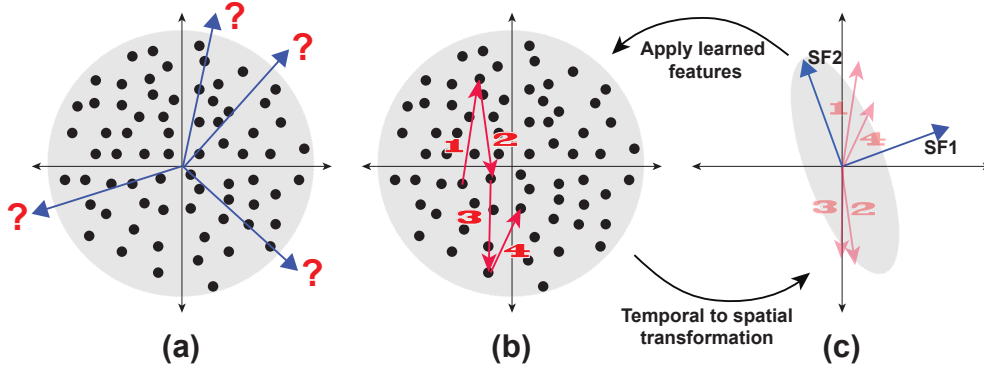 ?
?
?
?
1
2
3
4
Apply learned
features
Temporal to spatial
transformation
SF2
SF1
1
4
3
2
(a)
(b)
(c)